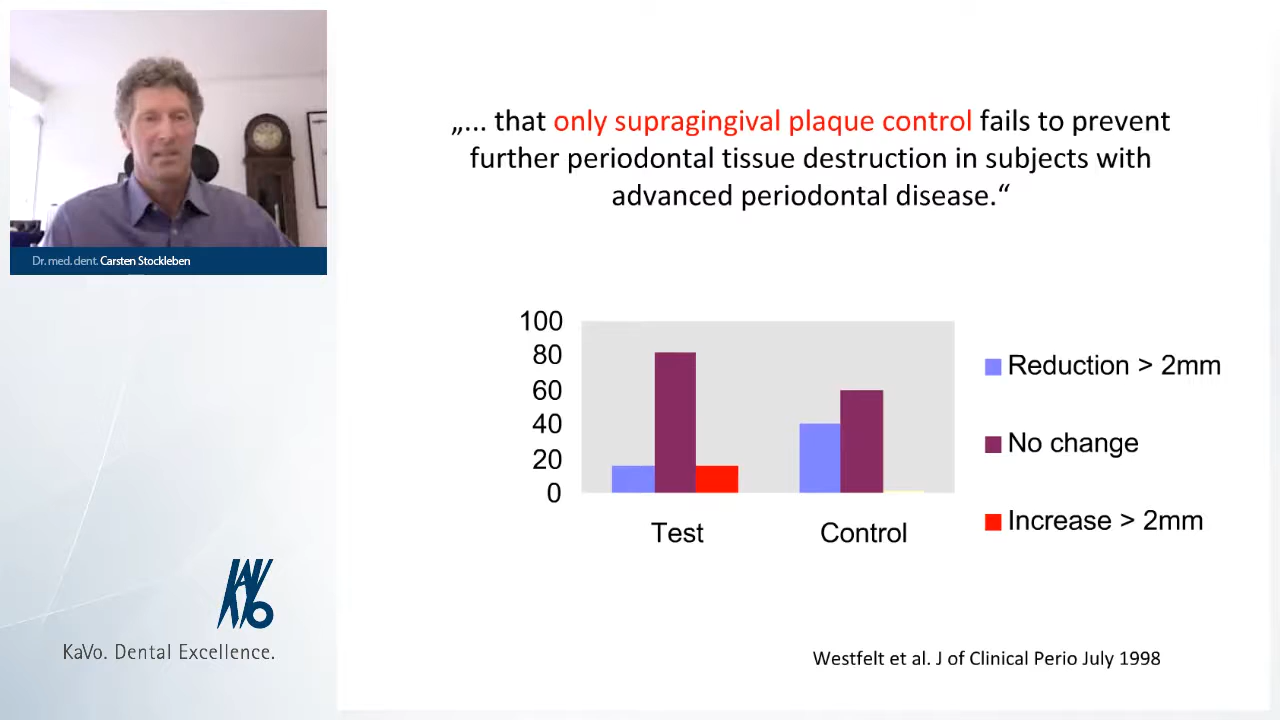 Dr. med. dent. Carsten Stockleben
„... that only supragingival plaque control fails to prevent
further periodontal tissue destruction in subjects with
advanced periodontal disease.“
100
80
60
40
20
0
Test
Control
Reduction > 2mm
No change
Increase > 2mm
KaVo
KaVo. Dental Excellence.
Westfelt et al. J of Clinical Perio July 1998